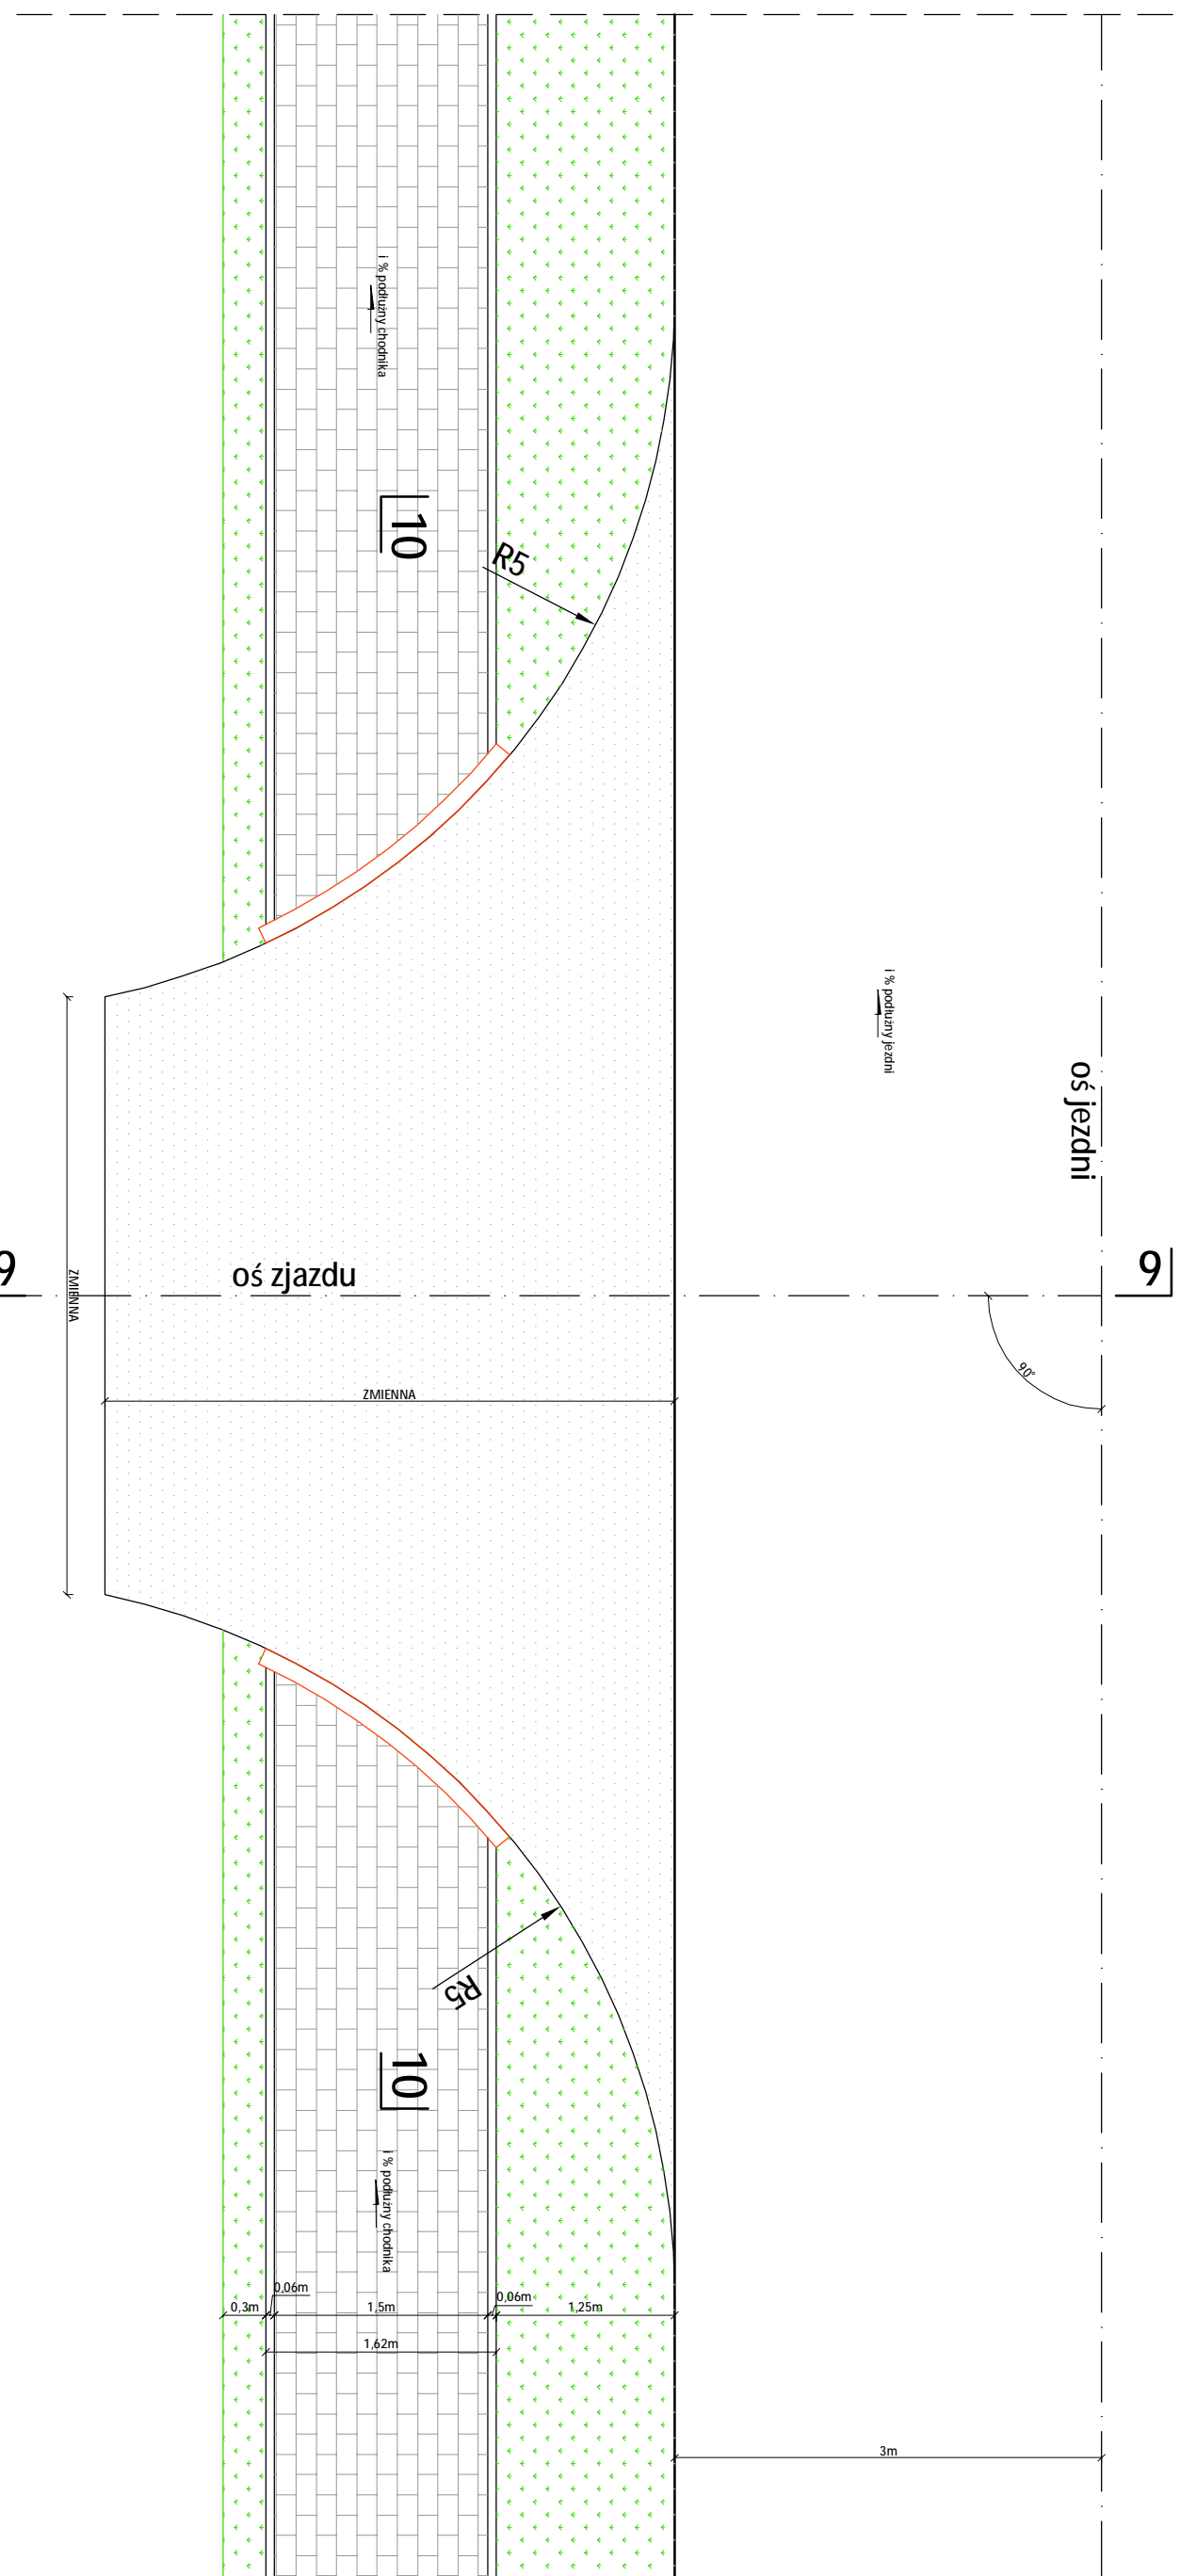 i % podłużny chodnika
10
R5
i % podłużny jezdni
oś jezdni
9
9
oś zjazdu
ZMIENNA
90°
ZMIENNA
R5
10
i % podłużny chodnika
0,06m
0,06m
0,3m
1,5m
1,25m
1,62m
3m